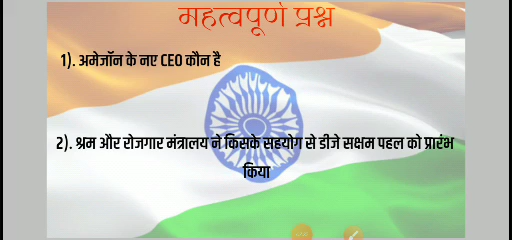 महत्वपूर्ण प्रश्न
1). अमेजॉन के नए CEO कौन है
2). श्रम और रोजगार मंत्रालय ने किसके सहयोग से डीजे सक्षम पहल को प्रारंभ
किया